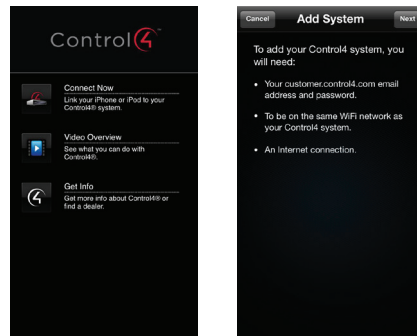 Control4™
Connect Now
Link your iPhone or iPod to your
Control4® system.
Video Overview
See what you can do with
Control4®.
Get Info
Get more info about Control4® or
find a dealer.
Cancel
Add System
Next
To add your Control4 system, you
will need:
• Your customer.control4.com email
address and password.
• To be on the same WiFi network as
your Control4 system.
• An Internet connection.